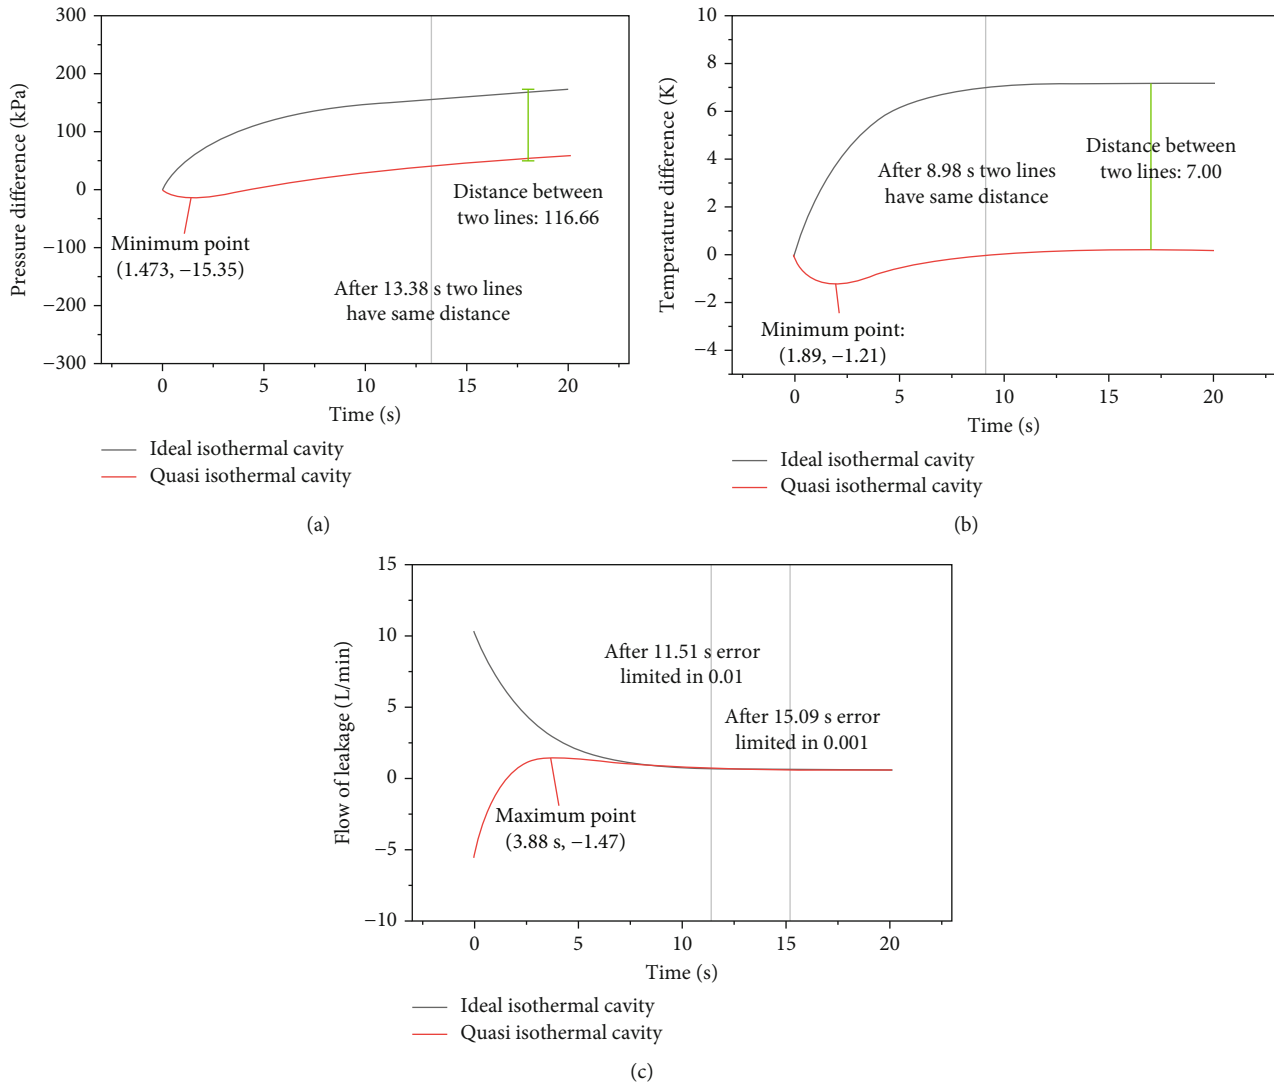 300
200
100
0
−100
−200
−300
Pressure difference (kPa)
Distance between
two lines: 116.66
Minimum point
(1.473, −15.35)
After 13.38 s two lines
have same distance
0
5
10
15
20
Time (s)
Ideal isothermal cavity
Quasi isothermal cavity
(a)
10
8
6
4
2
0
−2
−4
Temperature difference (K)
Distance between
two lines: 7.00
After 8.98 s two lines
have same distance
Minimum point:
(1.89, −1.21)
0
5
10
15
20
Time (s)
Ideal isothermal cavity
Quasi isothermal cavity
(b)
15
10
5
0
−5
−10
Flow of leakage (L/min)
After 11.51 s error
limited in 0.01
After 15.09 s error
limited in 0.001
Maximum point
(3.88 s, −1.47)
0
5
10
15
20
Time (s)
Ideal isothermal cavity
Quasi isothermal cavity
(c)